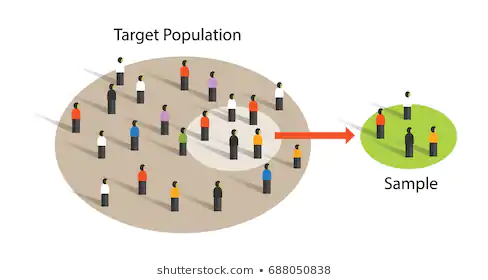 Target Population
Sample
shutterstock.com • 688050838